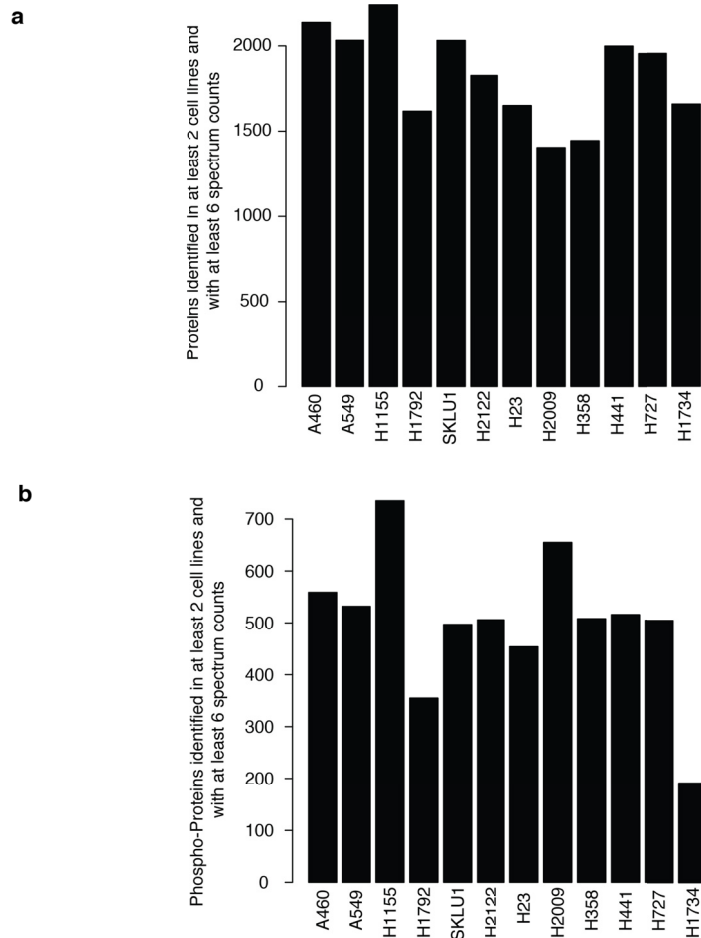 a
Proteins identified in at least 2 cell lines and
with at least 6 spectrum counts
2000
1500
1000
500
0
A460
A549
H1155
H1792
SKLU1
H2122
H23
H2009
H358
H441
H727
H1734
b
Phospho-Proteins identified in at least 2 cell lines and
with at least 6 spectrum counts
700
600
500
400
300
200
100
0
A460
A549
H1155
H1792
SKLU1
H2122
H23
H2009
H358
H441
H727
H1734